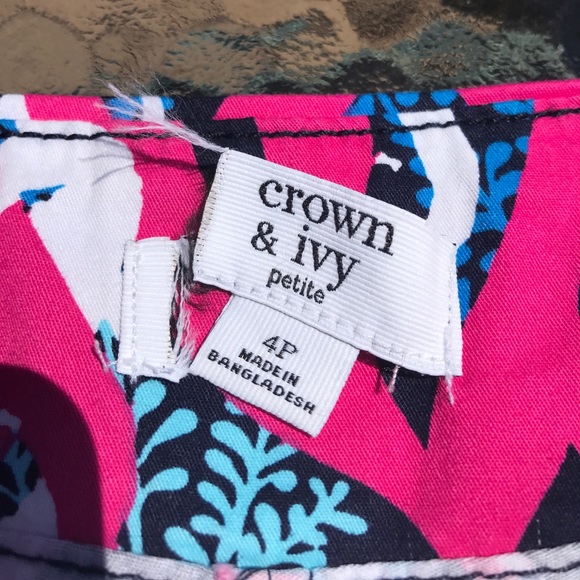 crown
& ivy
petite
4P
MADE IN
BANGLADESH